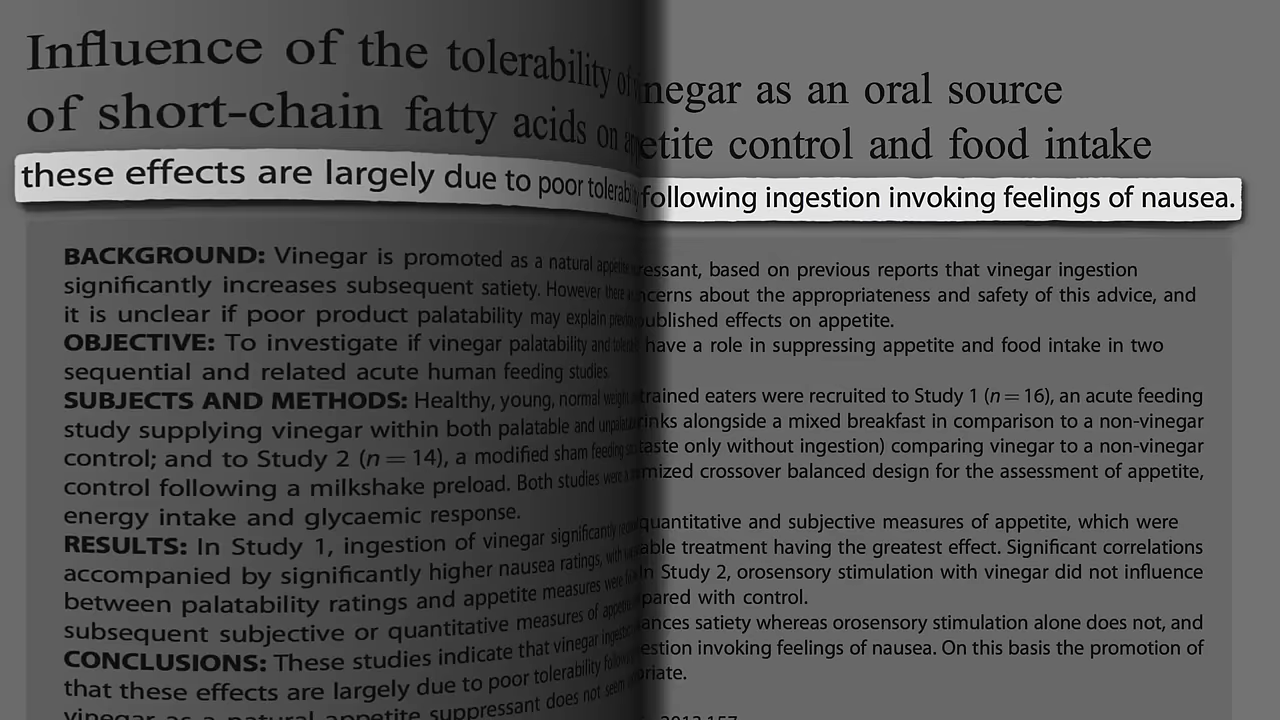 Influence of the tolerability of vinegar as an oral source
of short-chain fatty acids on appetite control and food intake
these effects are largely due to poor tolerability following ingestion invoking feelings of nausea.
BACKGROUND: Vinegar is promoted as a natural appetite suppressant, based on previous reports that vinegar ingestion
significantly increases subsequent satiety. However there are concerns about the appropriateness and safety of this advice, and
it is unclear if poor product palatability may explain previously published effects on appetite.
OBJECTIVE: To investigate if vinegar palatability and tolerability have a role in suppressing appetite and food intake in two
sequential and related acute human feeding studies.
SUBJECTS AND METHODS: Healthy, young, normal weight trained eaters were recruited to Study 1 (n = 16), an acute feeding
study supplying vinegar within both palatable and unpalatable rinks alongside a mixed breakfast in comparison to a non-vinegar
control; and to Study 2 (n = 14), a modified sham feeding taste only without ingestion) comparing vinegar to a non-vinegar
control following a milkshake preload. Both studies were mized crossover balanced design for the assessment of appetite,
energy intake and glycaemic response.
RESULTS: In Study 1, ingestion of vinegar significantly quantitative and subjective measures of appetite, which were
accompanied by significantly higher nausea ratings, with able treatment having the greatest effect. Significant correlations
between palatability ratings and appetite measures were In Study 2, orosensory stimulation with vinegar did not influence
subsequent subjective or quantitative measures of appetite pared with control.
CONCLUSIONS: These studies indicate that vinegar ances satiety whereas orosensory stimulation alone does not, and
that these effects are largely due to poor tolerability estion invoking feelings of nausea. On this basis the promotion of
vinegar as a natural appetite suppressant does not seem priate.